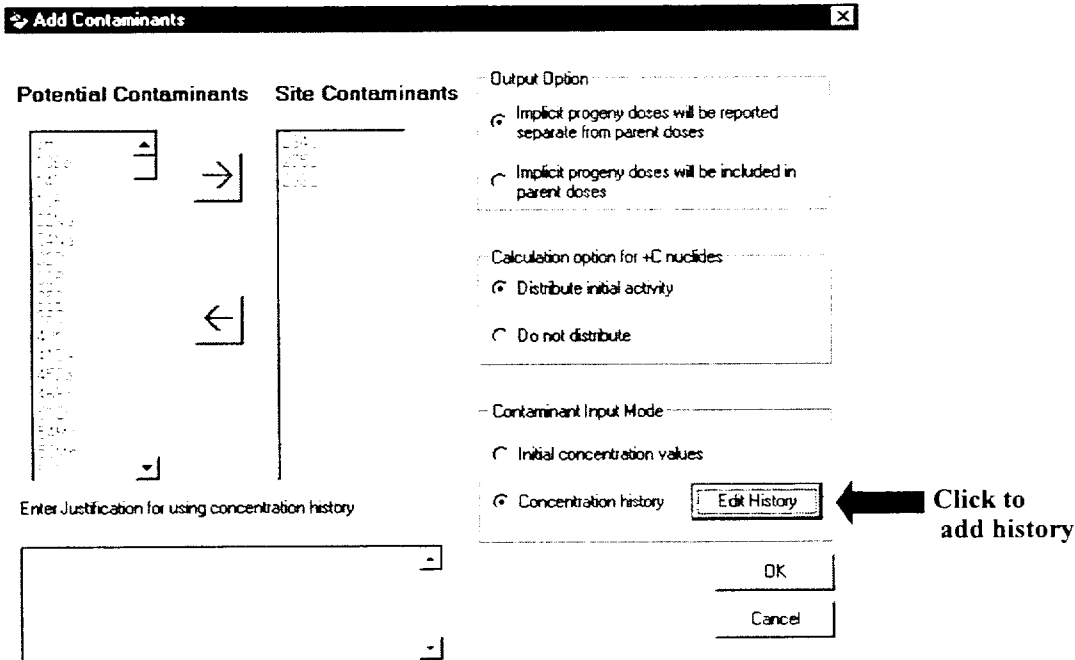 Add Contaminants
Potential Contaminants
Site Contaminants
Output Option
Implicit progeny doses will be reported
separate from parent doses
Implicit progeny doses will be included in
parent doses
Calculation option for +C nuclides
Distribute initial activity
Do not distribute
Contaminant Input Mode
Initial concentration values
Concentration history
Edit History
Click to
add history
Enter Justification for using concentration history
OK
Cancel